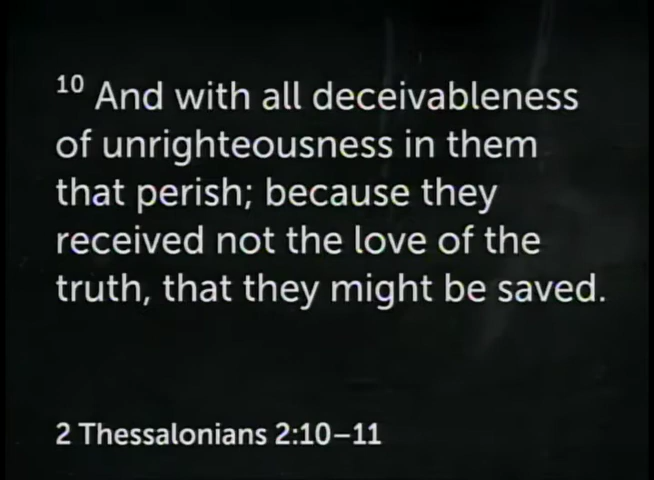 10 And with all deceivableness
of unrighteousness in them
that perish; because they
received not the love of the
truth, that they might be saved.
2 Thessalonians 2:10–11